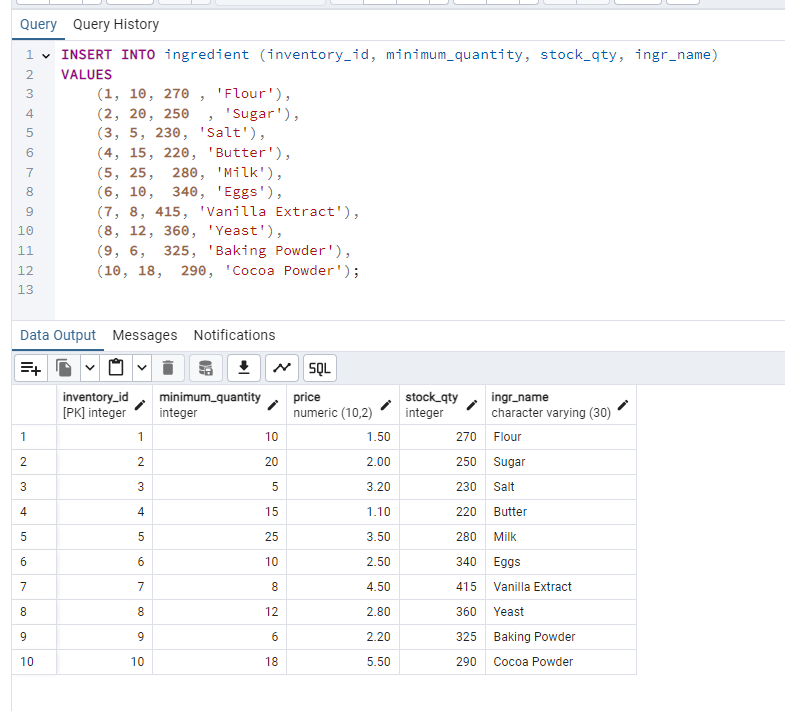 Query Query History
1 INSERT INTO ingredient (inventory_id, minimum_quantity, stock_qty, ingr_name)
2 VALUES
3 (1, 10, 270 , 'Flour'),
4 (2, 20, 250  , 'Sugar'),
5 (3, 5, 230, 'Salt'),
6 (4, 15, 220, 'Butter'),
7 (5, 25,  280, 'Milk'),
8 (6, 10,  340, 'Eggs'),
9 (7, 8, 415, 'Vanilla Extract'),
10 (8, 12, 360, 'Yeast'),
11 (9, 6,  325, 'Baking Powder'),
12 (10, 18,  290, 'Cocoa Powder');
13
Data Output Messages Notifications
SQL
inventory_id minimum_quantity price stock_qty ingr_name
[PK] integer integer numeric (10,2) integer character varying (30)
1 1 10 1.50 270 Flour
2 2 20 2.00 250 Sugar
3 3 5 3.20 230 Salt
4 4 15 1.10 220 Butter
5 5 25 3.50 280 Milk
6 6 10 2.50 340 Eggs
7 7 8 4.50 415 Vanilla Extract
8 8 12 2.80 360 Yeast
9 9 6 2.20 325 Baking Powder
10 10 18 5.50 290 Cocoa Powder